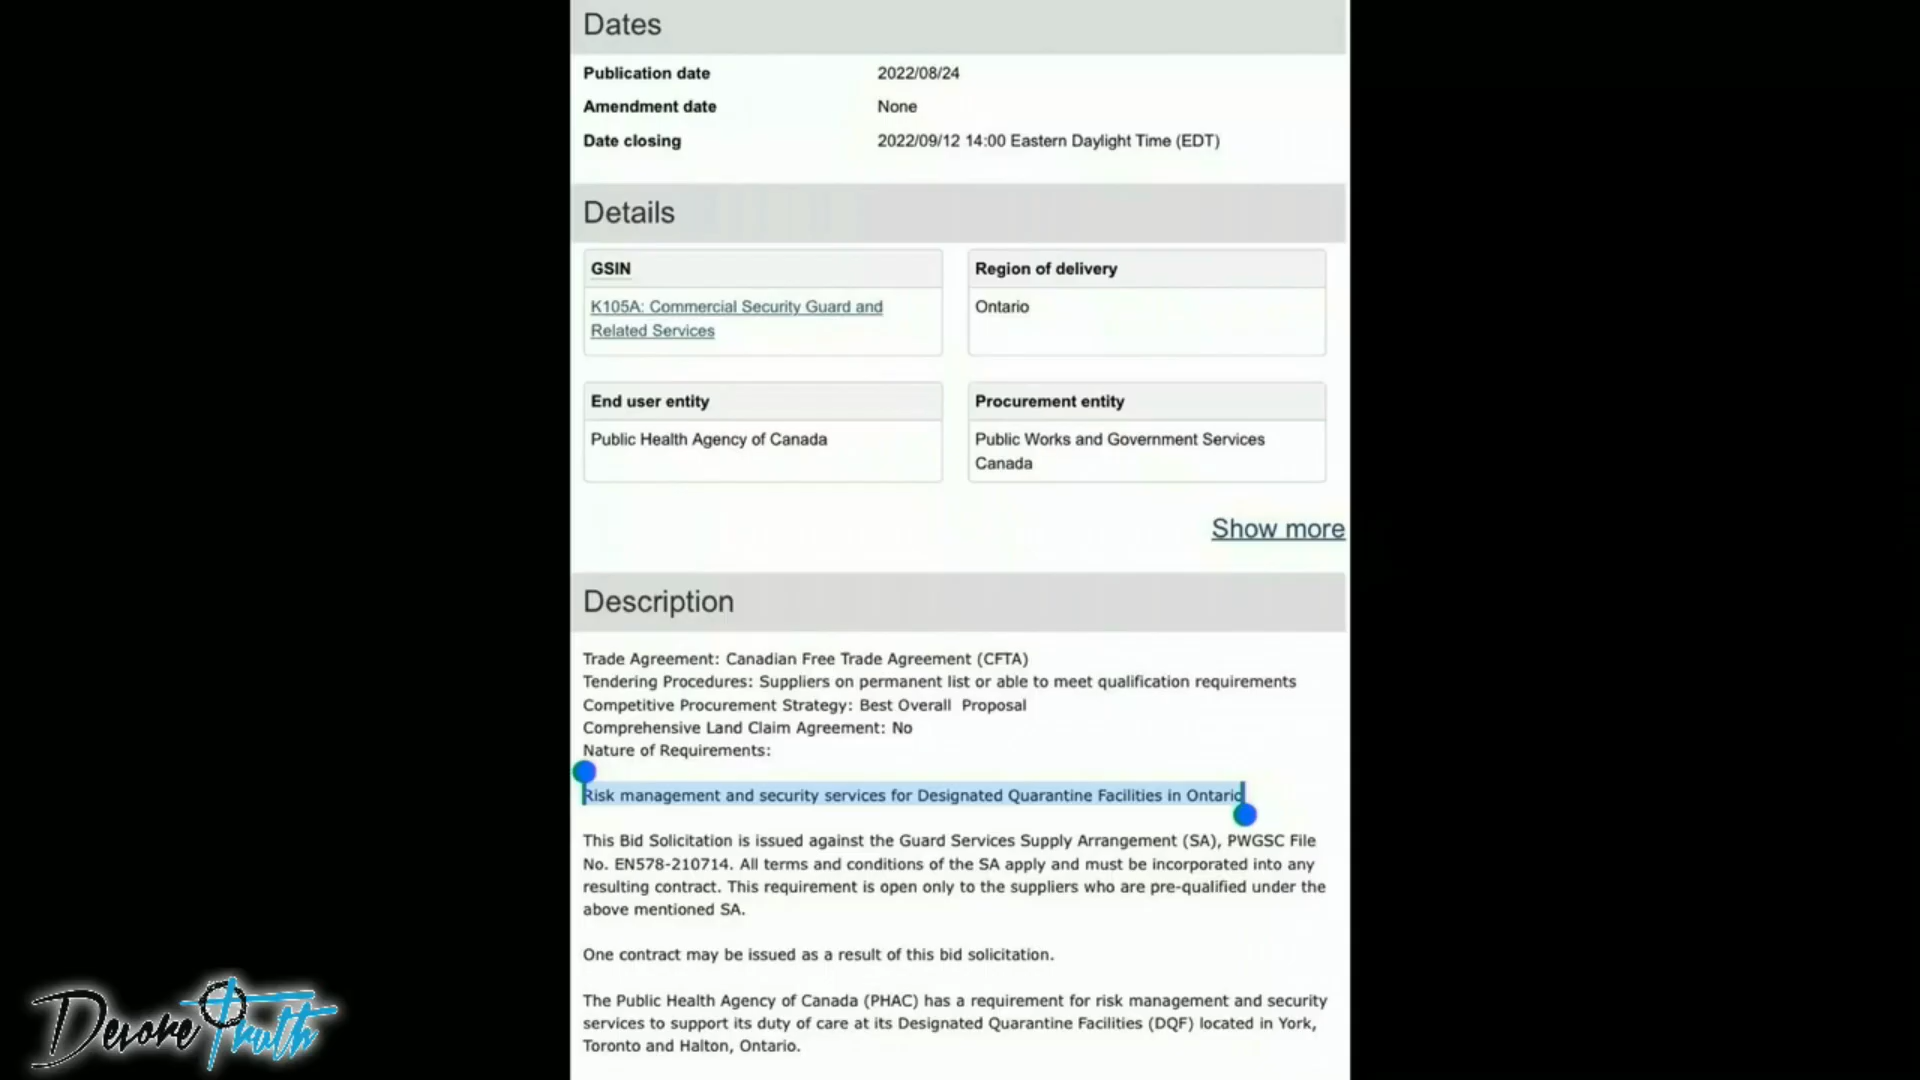 Dates
Publication date 2022/08/24
Amendment date None
Date closing 2022/09/12 14:00 Eastern Daylight Time (EDT)
Details
GSIN
K105A: Commercial Security Guard and
Related Services
Region of delivery
Ontario
End user entity
Public Health Agency of Canada
Procurement entity
Public Works and Government Services
Canada
Show more
Description
Trade Agreement: Canadian Free Trade Agreement (CFTA)
Tendering Procedures: Suppliers on permanent list or able to meet qualification requirements
Competitive Procurement Strategy: Best Overall Proposal
Comprehensive Land Claim Agreement: No
Nature of Requirements:
Risk management and security services for Designated Quarantine Facilities in Ontario
This Bid Solicitation is issued against the Guard Services Supply Arrangement (SA), PWGSC File
No. EN578-210714. All terms and conditions of the SA apply and must be incorporated into any
resulting contract. This requirement is open only to the suppliers who are pre-qualified under the
above mentioned SA.
One contract may be issued as a result of this bid solicitation.
The Public Health Agency of Canada (PHAC) has a requirement for risk management and security
services to support its duty of care at its Designated Quarantine Facilities (DQF) located in York,
Toronto and Halton, Ontario.
Truth